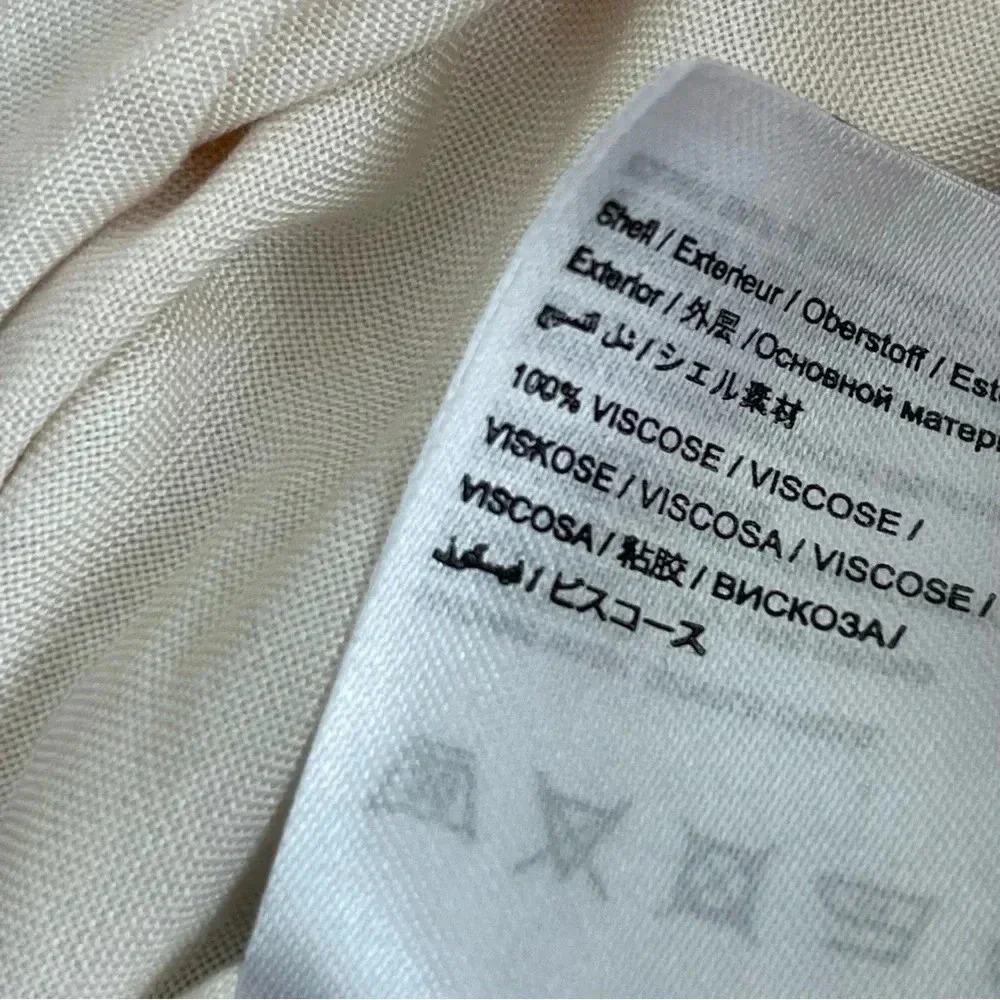 Shell / Exterieur / Oberstoff / Este
Exterior / 外层 /Основной матери
/ シェル素材
100% VISCOSE / VISCOSE /
VISKOSE / VISCOSA / VISCOSE /
VISCOSA / 粘胶 / ВИСКОЗА/
/ ビスコース